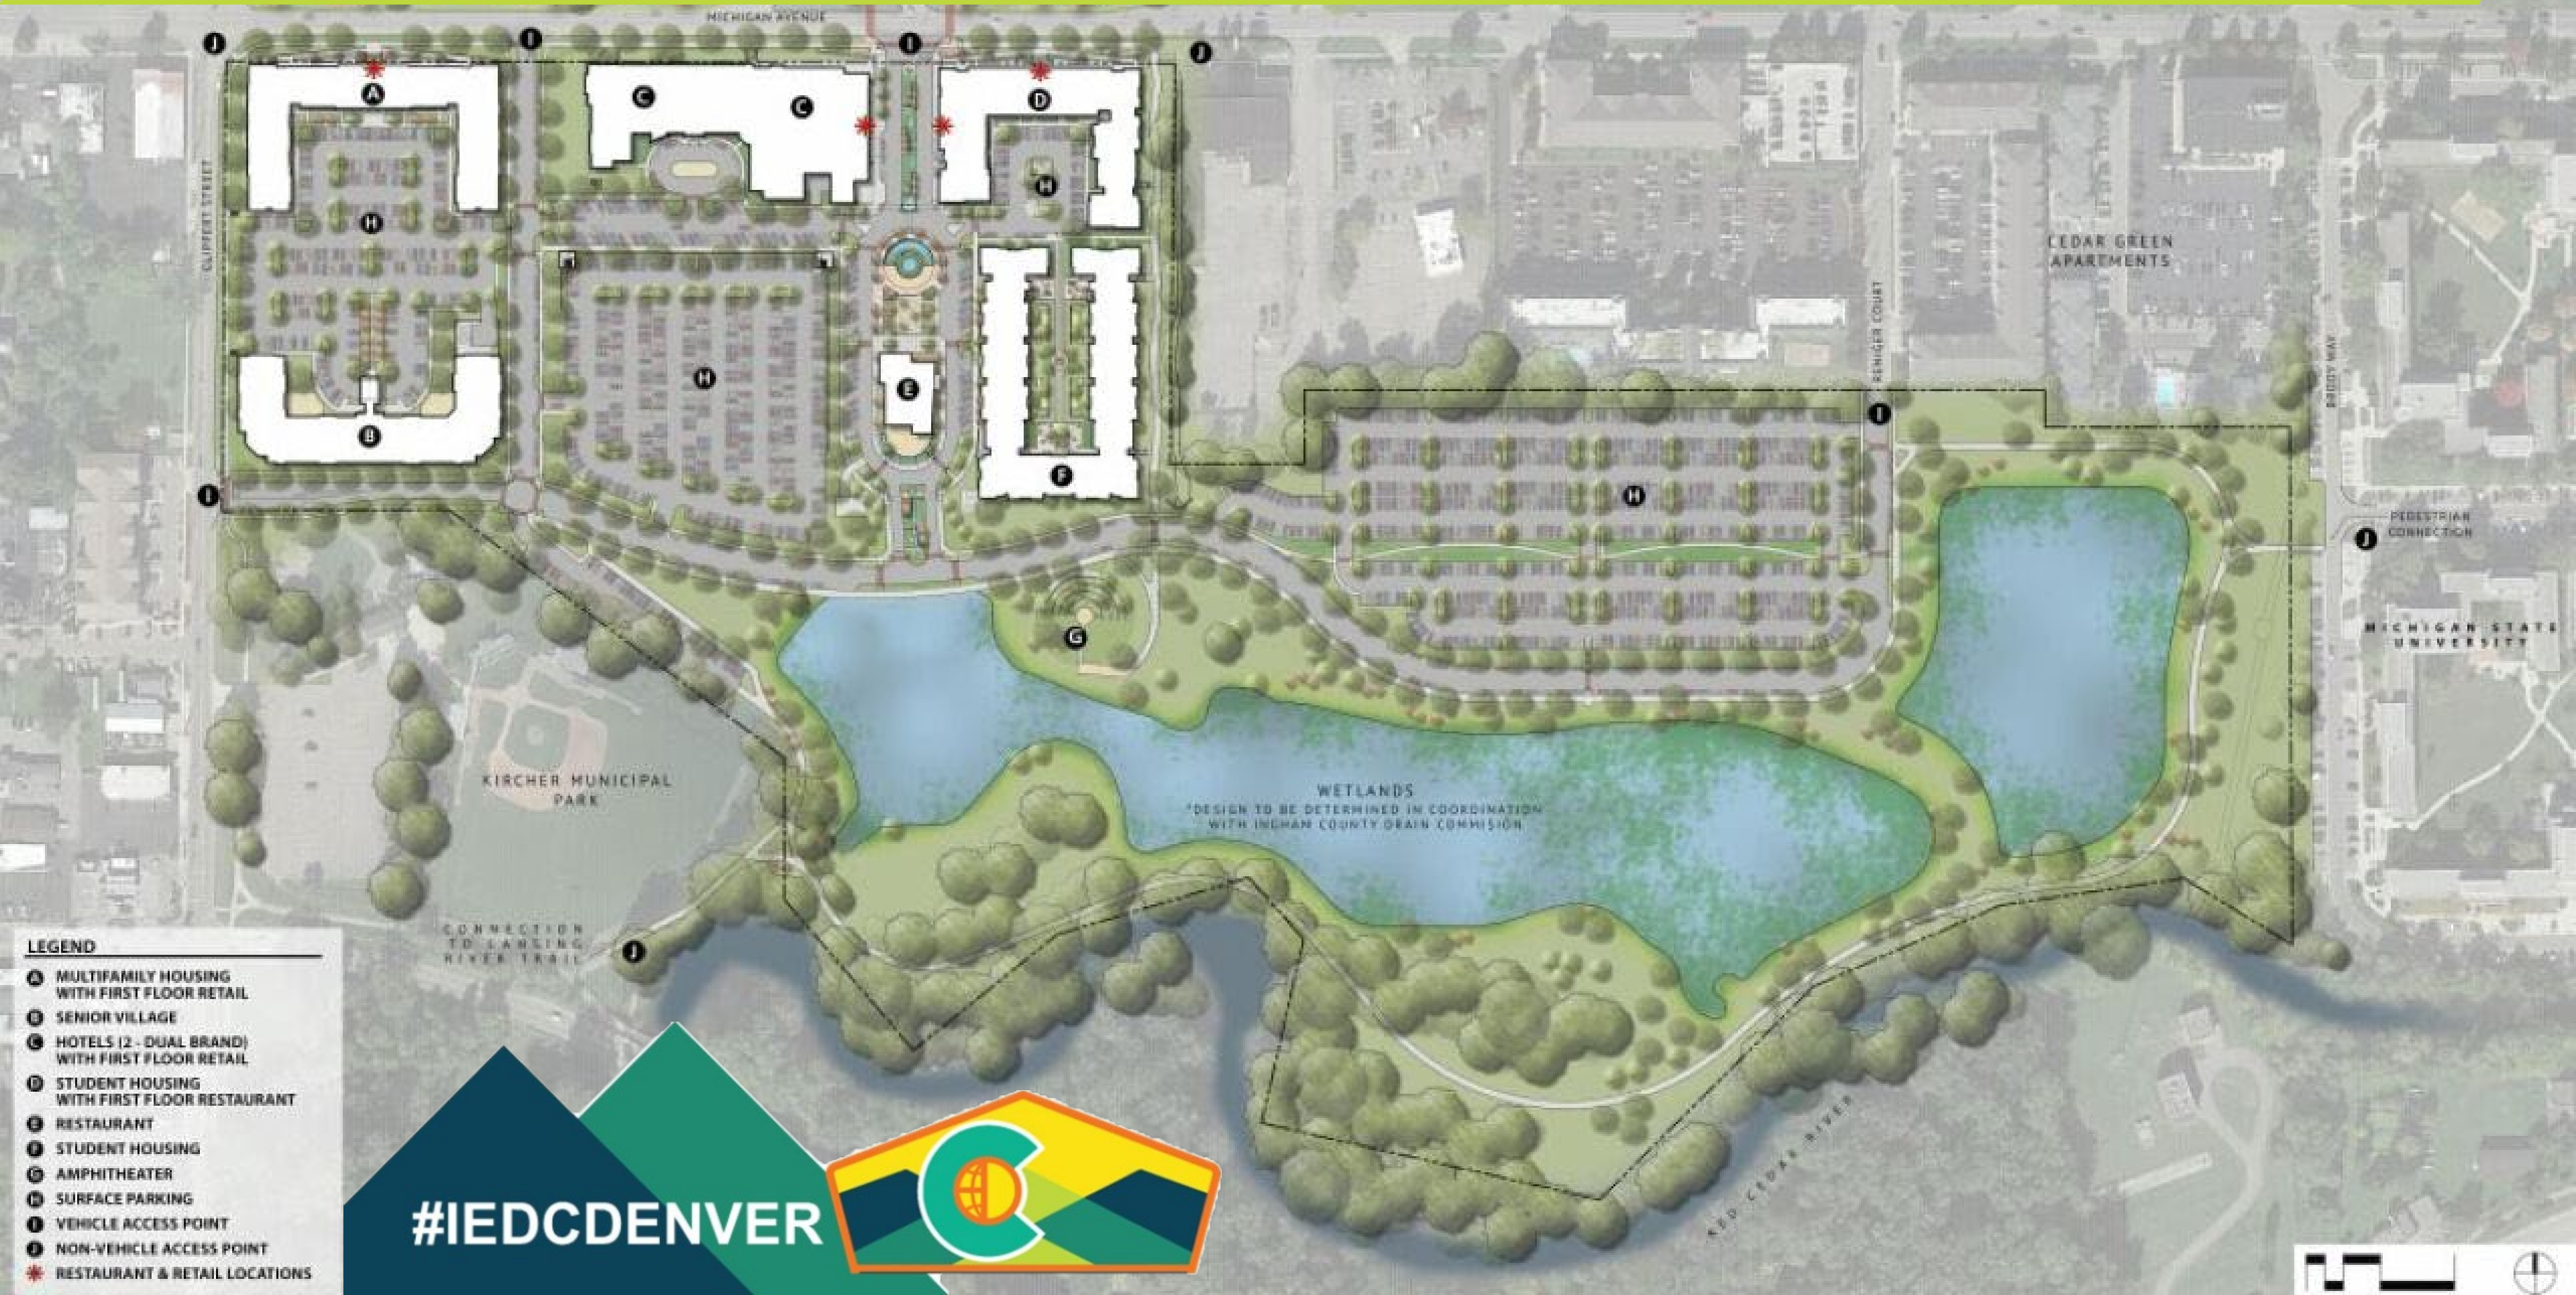 MICHIGAN AVENUE
J
I
I
J
A
C
C
D
H
H
CLIPPERT STREET
CEDAR GREEN
APARTMENTS
RENIGER COURT
H
E
I
B
F
I
H
PEDESTRIAN
CONNECTION
J
G
MICHIGAN STATE
UNIVERSITY
KIRCHER MUNICIPAL
PARK
WETLANDS
*DESIGN TO BE DETERMINED IN COORDINATION
WITH INGHAM COUNTY DRAIN COMMISION
CONNECTION
TO LANSING
RIVER TRAIL
J
RED CEDAR RIVER
LEGEND
A MULTIFAMILY HOUSING
WITH FIRST FLOOR RETAIL
B SENIOR VILLAGE
C HOTELS (2 - DUAL BRAND)
WITH FIRST FLOOR RETAIL
D STUDENT HOUSING
WITH FIRST FLOOR RESTAURANT
E RESTAURANT
F STUDENT HOUSING
G AMPHITHEATER
H SURFACE PARKING
I VEHICLE ACCESS POINT
J NON-VEHICLE ACCESS POINT
RESTAURANT & RETAIL LOCATIONS
#IEDCDENVER